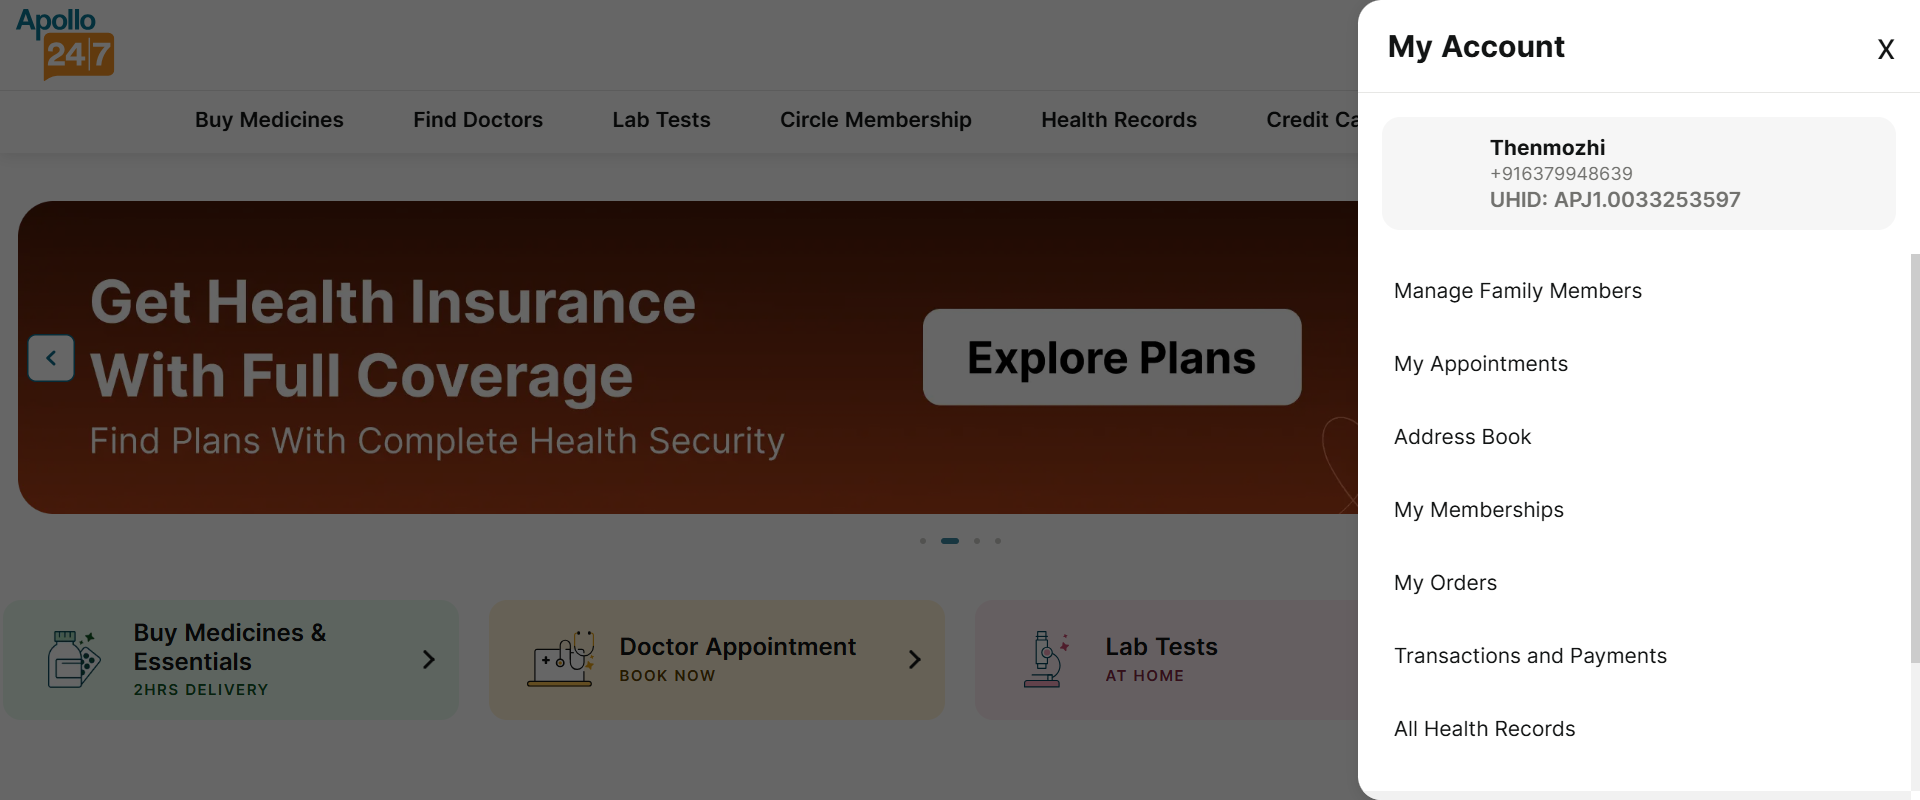 Apollo
24|7
Buy Medicines
Find Doctors
Lab Tests
Circle Membership
Health Records
Credit Ca
Get Health Insurance
With Full Coverage
Find Plans With Complete Health Security
Explore Plans
Buy Medicines &
Essentials
2HRS DELIVERY
Doctor Appointment
BOOK NOW
Lab Tests
AT HOME
My Account
X
Thenmozhi
+916379948639
UHID: APJ1.0033253597
Manage Family Members
My Appointments
Address Book
My Memberships
My Orders
Transactions and Payments
All Health Records